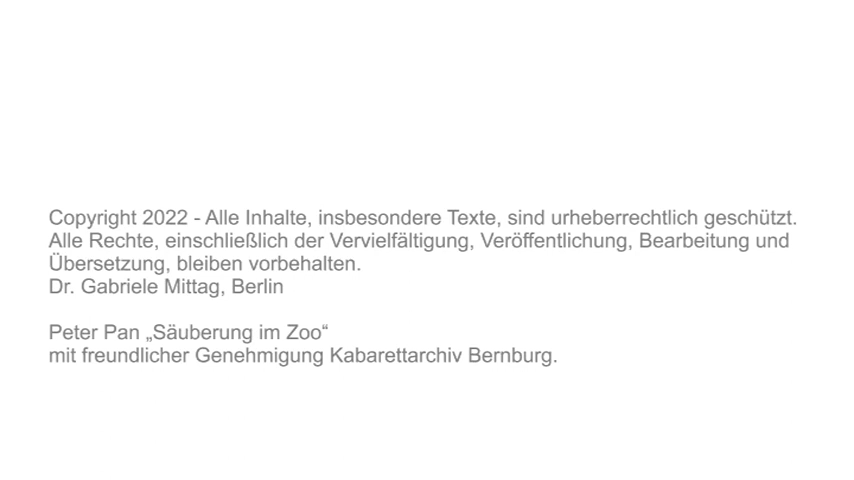 Copyright 2022 - Alle Inhalte, insbesondere Texte, sind urheberrechtlich geschützt.
Alle Rechte, einschließlich der Vervielfältigung, Veröffentlichung, Bearbeitung und
Übersetzung, bleiben vorbehalten.
Dr. Gabriele Mittag, Berlin
Peter Pan „Säuberung im Zoo“
mit freundlicher Genehmigung Kabarettarchiv Bernburg.